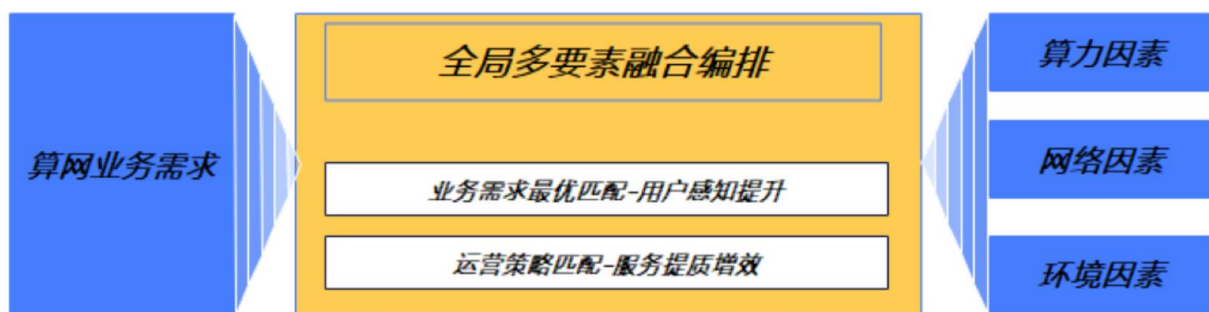 算网业务需求
全局多要素融合编排
业务需求最优匹配-用户感知提升
运营策略匹配-服务提质增效
算力因素
网络因素
环境因素